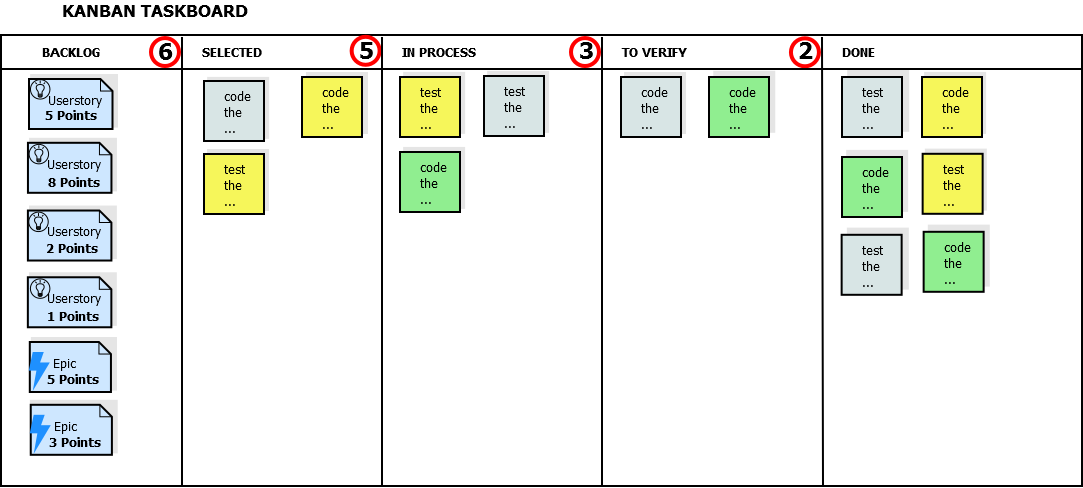 KANBAN TASKBOARD
BACKLOG
6
SELECTED
5
IN PROCESS
3
TO VERIFY
2
DONE
Userstory
5 Points
Userstory
8 Points
Userstory
2 Points
Userstory
1 Points
Epic
5 Points
Epic
3 Points
code
the
...
code
the
...
test
the
...
test
the
...
test
the
...
code
the
...
code
the
...
code
the
...
test
the
...
code
the
...
code
the
...
test
the
...
test
the
...
code
the
...